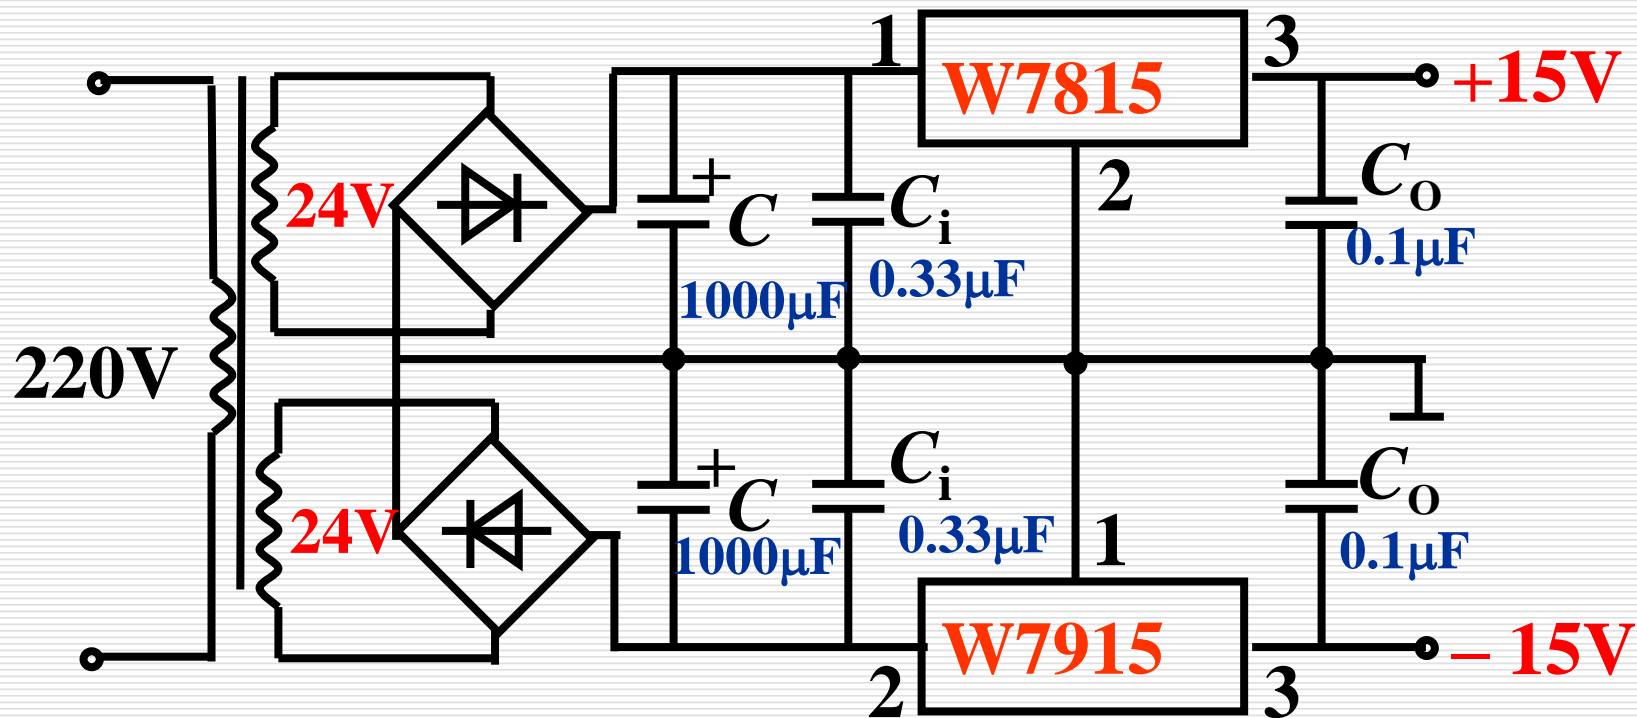 1
W7815
3
+15V
2
24V
+
C
1000μF
Ci
0.33μF
CO
0.1μF
220V
24V
+
C
1000μF
Ci
0.33μF
1
CO
0.1μF
2
W7915
3
– 15V